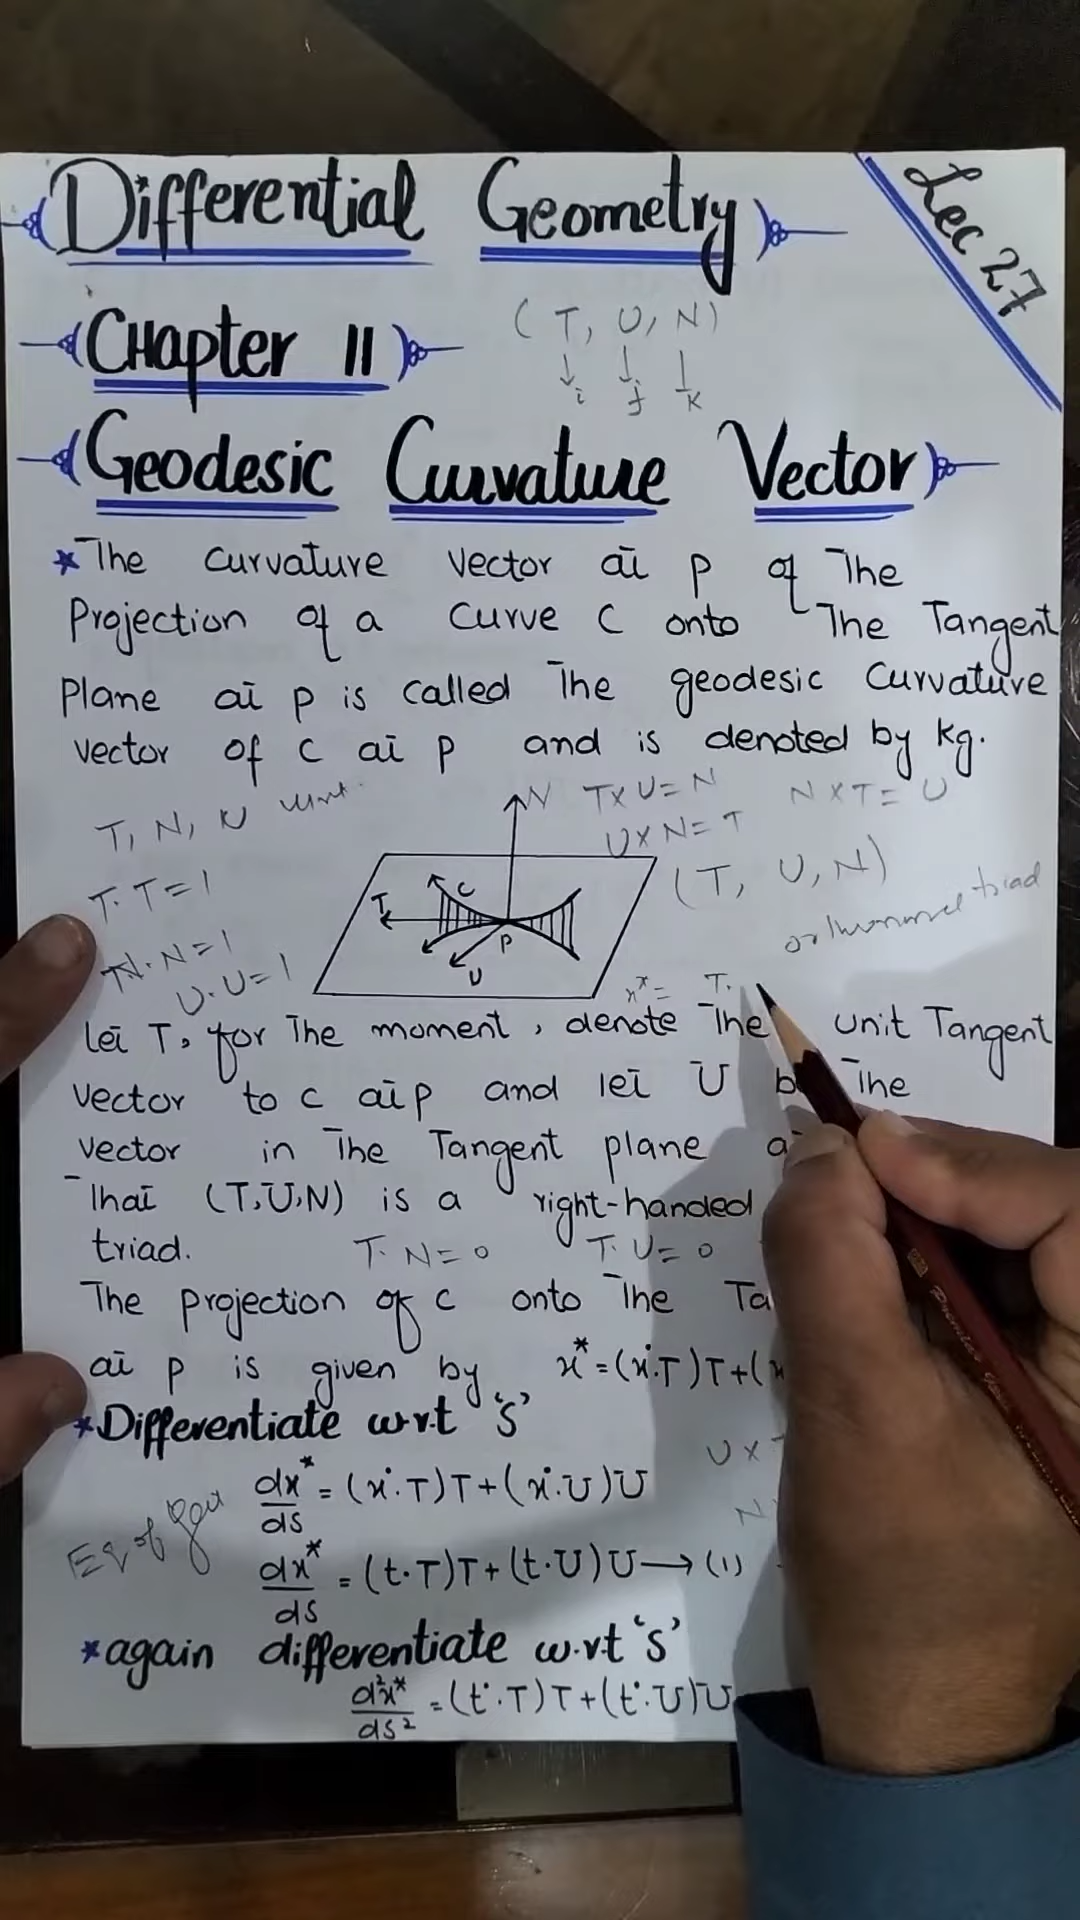 Differential Geometry
Lec 27
Chapter 11
(T, U, N)
i j k
Geodesic Curvature Vector
*The curvature vector at p of The
Projection of a curve C onto The Tangent
Plane at p is called The geodesic curvature
vector of c at p and is denoted by kg.
T, N, U unit
N
T×U=N
N×T=U
U×N=T
(T, U, N)
T.T=1
orthonormal triad
N.N=1
U.U=1
T
C
P
U
x*= T.
let T, for The moment, denote The unit Tangent
vector to c at p and let U The
vector in The Tangent plane
That (T,U,N) is a right-handed
triad.
T.N=0 T.U=0
The projection of c onto The
at p is given by x*=(x.T)T+(
*Differentiate w.r.t 's'
U×
dx*/ds = (ẋ.T)T+(ẋ.U)U
Eq of
N
dx*/ds = (t.T)T+(t.U)U→(1)
*again differentiate w.r.t 's'
d²x*/ds² = (ṫ.T)T+(ṫ.U)U